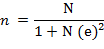 n = N / 1 + N (e)²